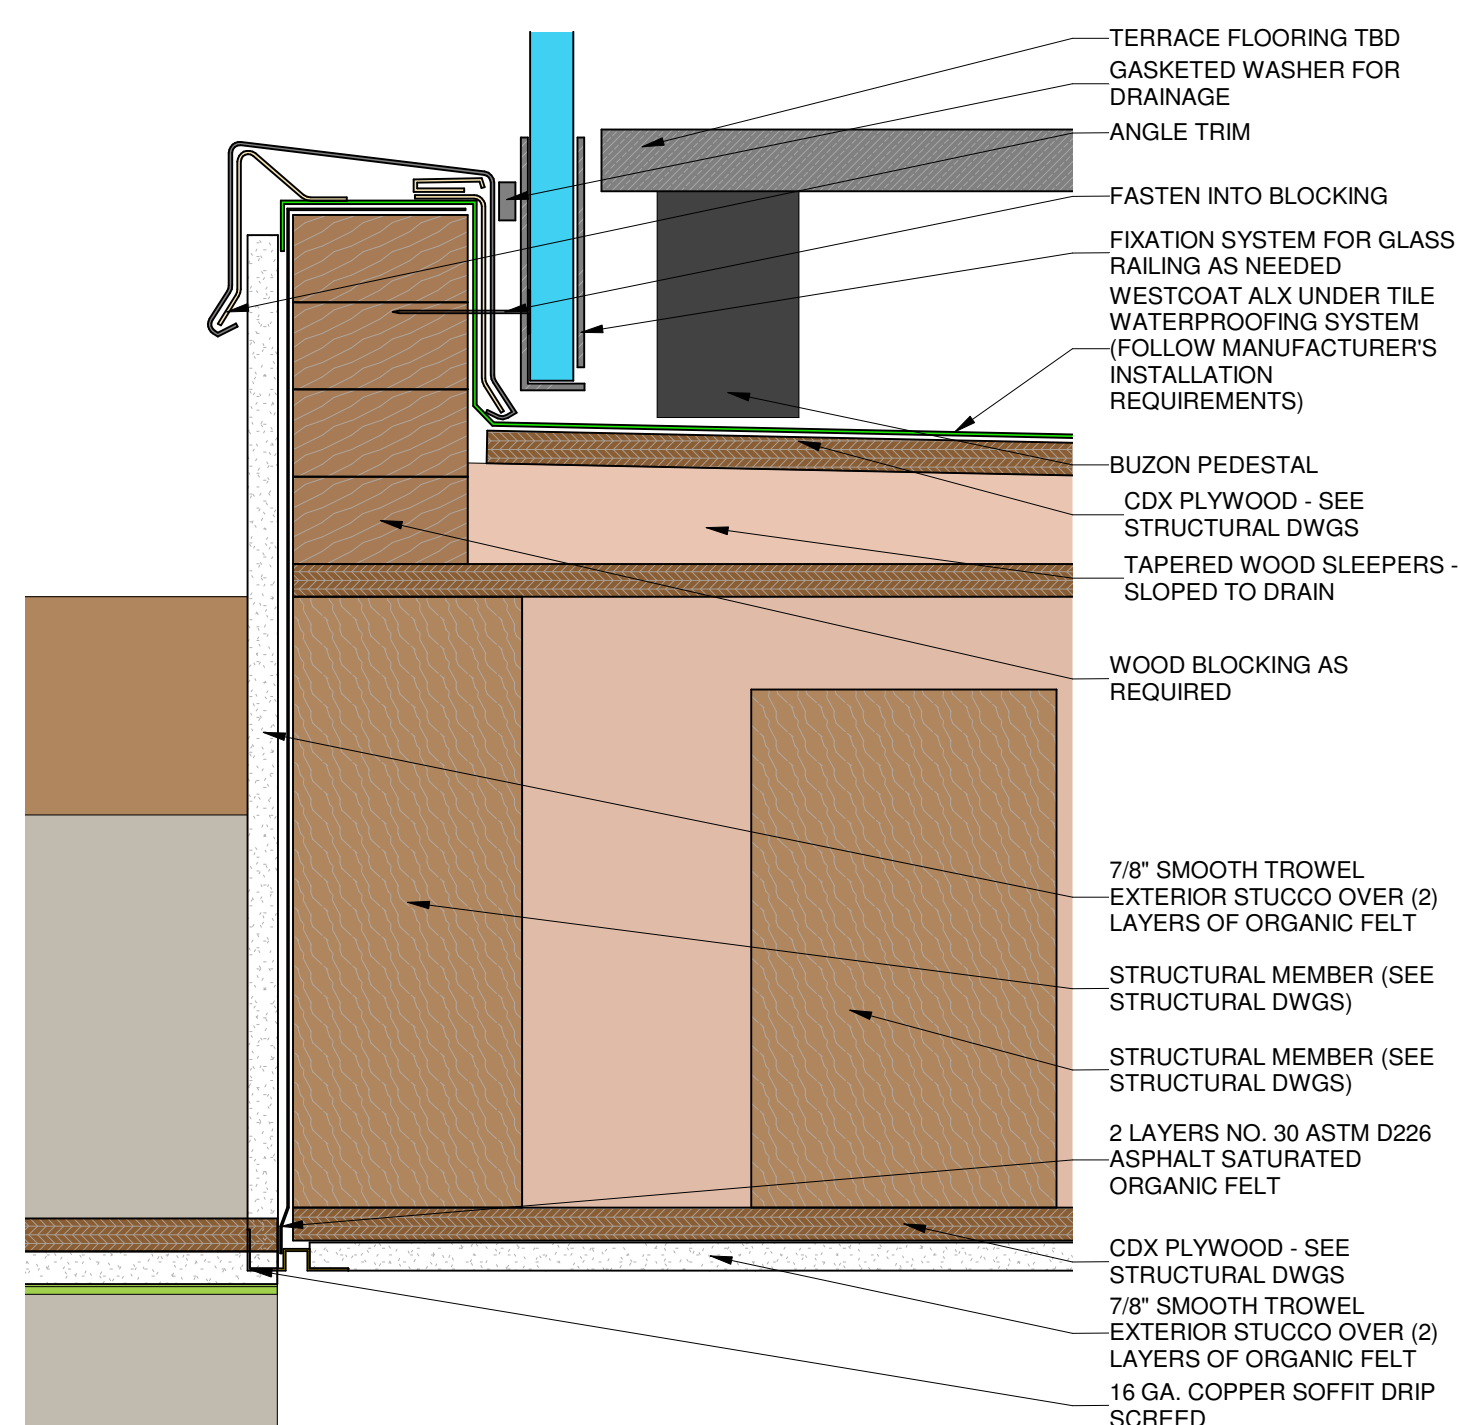 TERRACE FLOORING TBD
GASKETED WASHER FOR
DRAINAGE
ANGLE TRIM
FASTEN INTO BLOCKING
FIXATION SYSTEM FOR GLASS
RAILING AS NEEDED
WESTCOAT ALX UNDER TILE
WATERPROOFING SYSTEM
(FOLLOW MANUFACTURER'S
INSTALLATION
REQUIREMENTS)
BUZON PEDESTAL
CDX PLYWOOD - SEE
STRUCTURAL DWGS
TAPERED WOOD SLEEPERS -
SLOPED TO DRAIN
WOOD BLOCKING AS
REQUIRED
7/8" SMOOTH TROWEL
EXTERIOR STUCCO OVER (2)
LAYERS OF ORGANIC FELT
STRUCTURAL MEMBER (SEE
STRUCTURAL DWGS)
STRUCTURAL MEMBER (SEE
STRUCTURAL DWGS)
2 LAYERS NO. 30 ASTM D226
ASPHALT SATURATED
ORGANIC FELT
CDX PLYWOOD - SEE
STRUCTURAL DWGS
7/8" SMOOTH TROWEL
EXTERIOR STUCCO OVER (2)
LAYERS OF ORGANIC FELT
16 GA. COPPER SOFFIT DRIP
SCREED